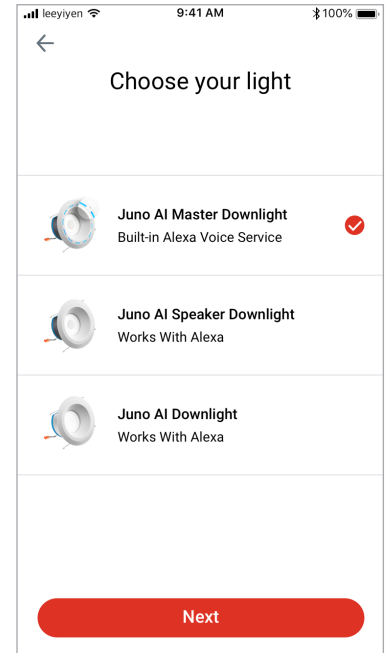 leeyiyen 9:41 AM 100%
Choose your light
Juno AI Master Downlight
Built-in Alexa Voice Service
Juno AI Speaker Downlight
Works With Alexa
Juno AI Downlight
Works With Alexa
Next